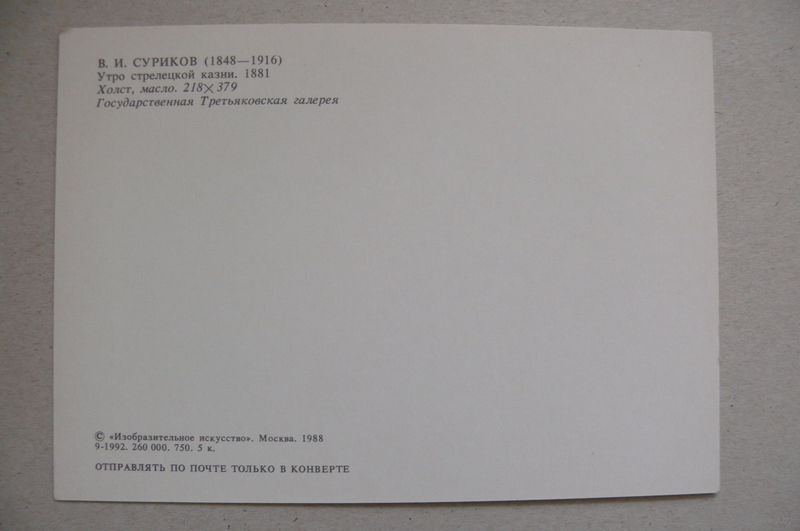 В. И. СУРИКОВ (1848—1916)
Утро стрелецкой казни. 1881
Холст, масло. 218×379
Государственная Третьяковская галерея
© «Изобразительное искусство». Москва. 1988
9-1992. 260 000. 750. 5 к.
ОТПРАВЛЯТЬ ПО ПОЧТЕ ТОЛЬКО В КОНВЕРТЕ